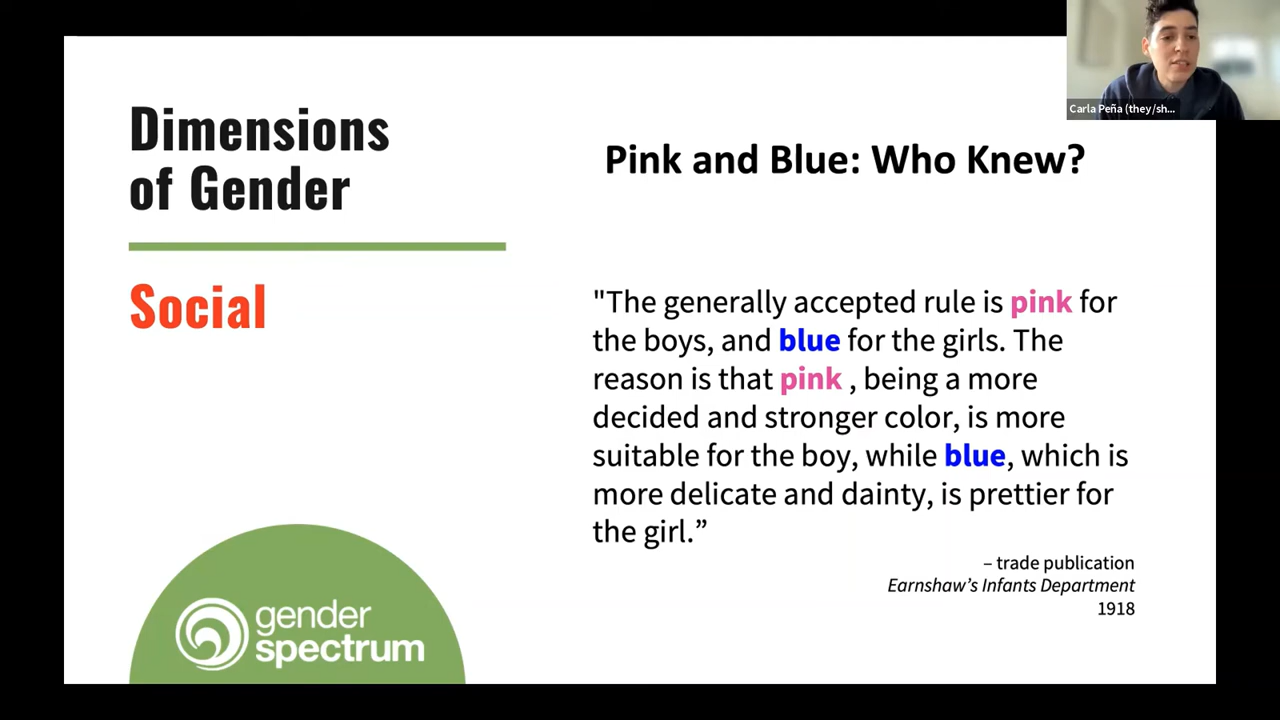 Dimensions
of Gender
Social
Pink and Blue: Who Knew?
"The generally accepted rule is pink for
the boys, and blue for the girls. The
reason is that pink , being a more
decided and stronger color, is more
suitable for the boy, while blue, which is
more delicate and dainty, is prettier for
the girl.”
– trade publication
Earnshaw’s Infants Department
1918
gender
spectrum
Carla Peña (they/sh...